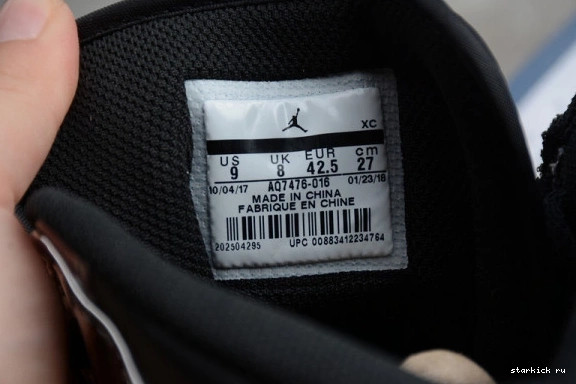 XC
US UK EUR cm
9 8 42.5 27
10/04/17 AQ7476-016 01/23/18
MADE IN CHINA
FABRIQUE EN CHINE
202504295 UPC 00883412234764
starkick ru